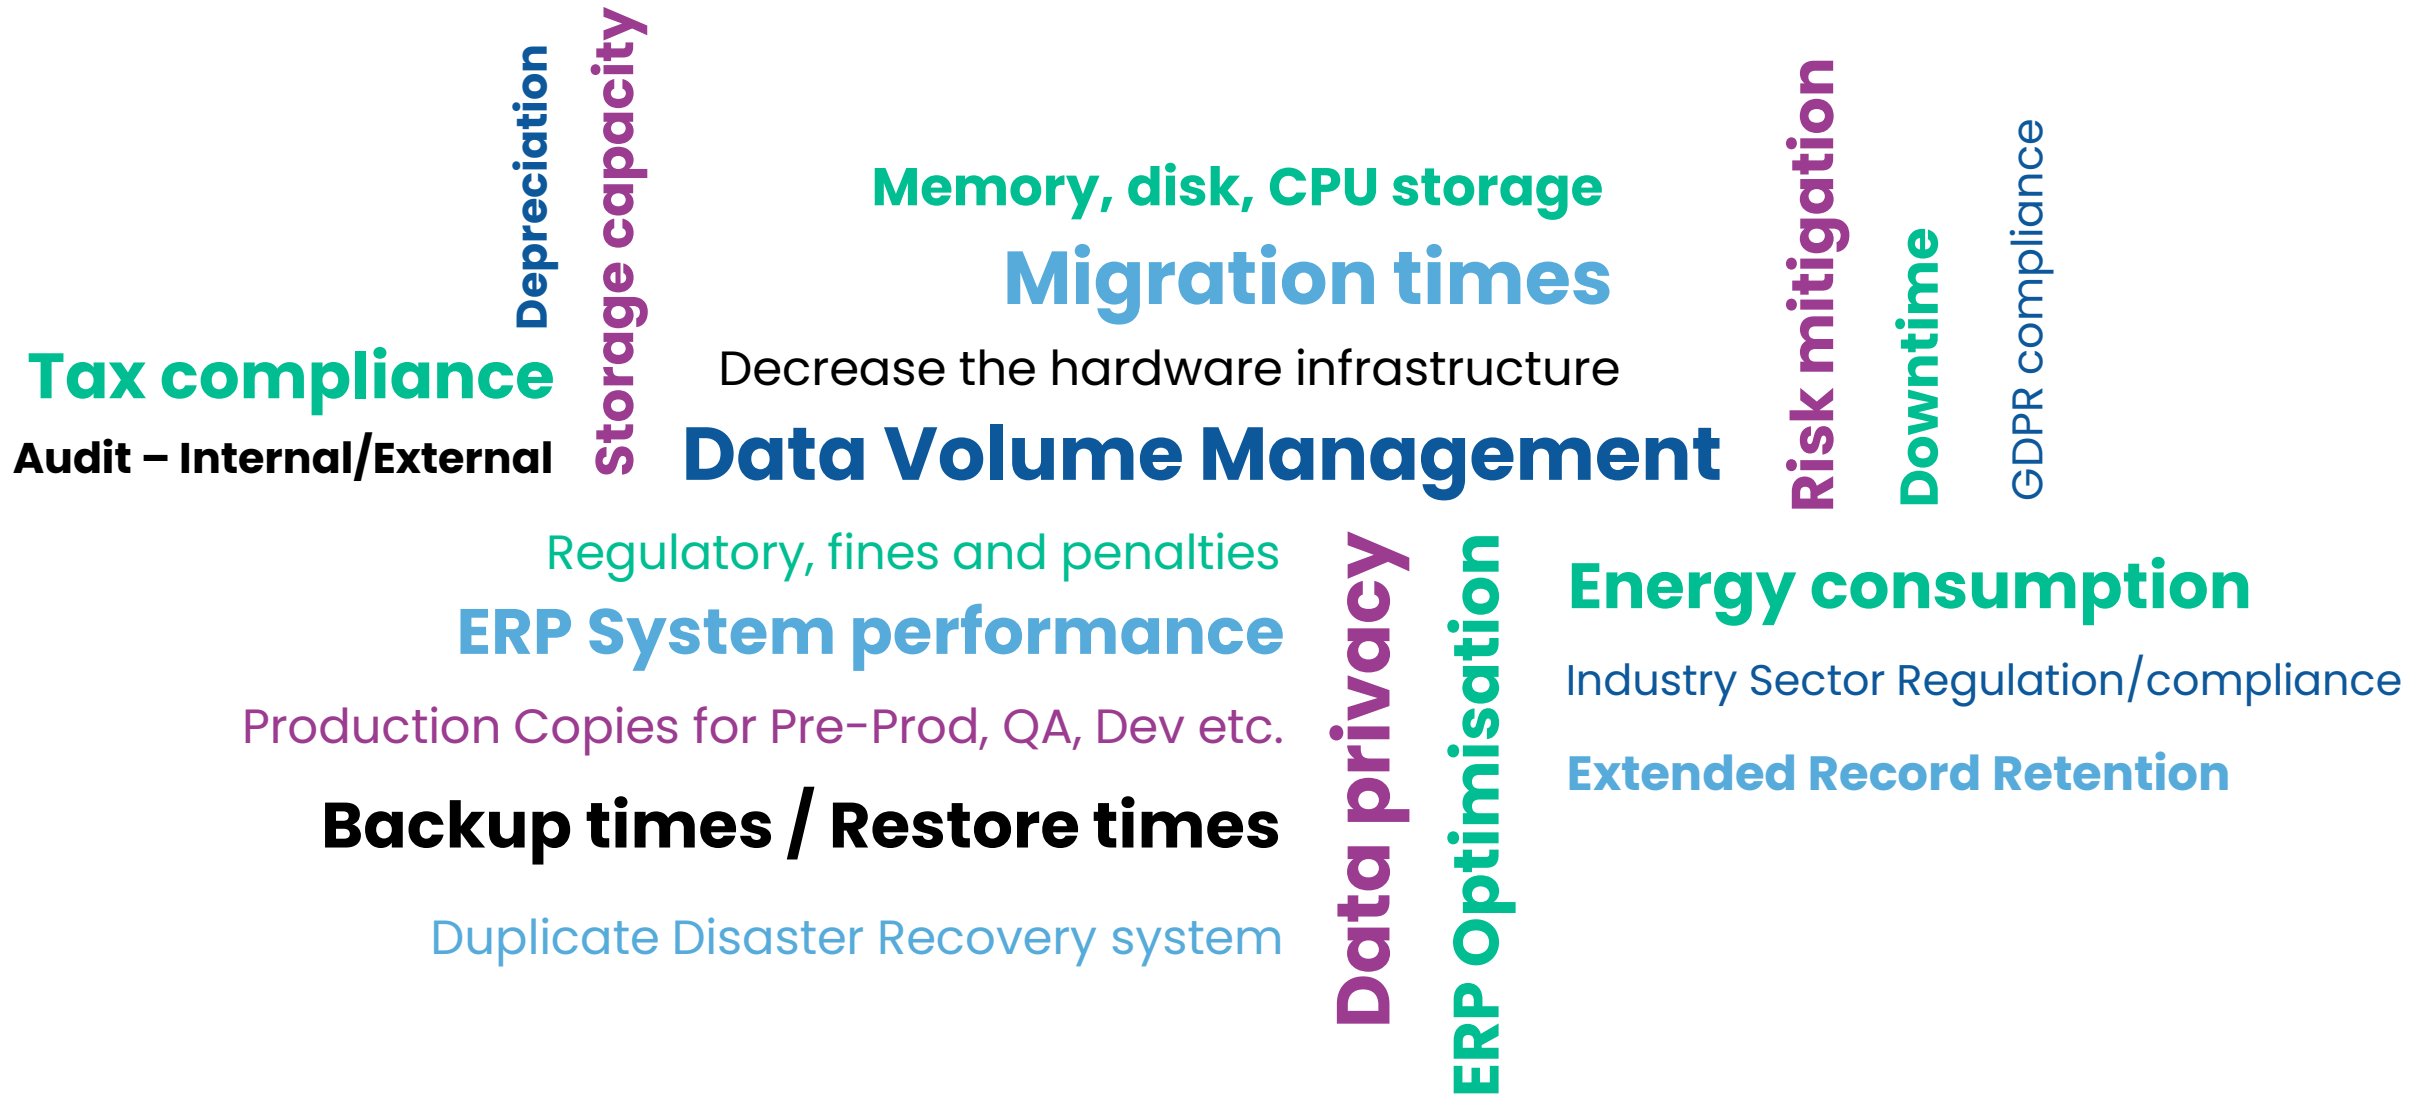 Depreciation
Storage capacity
Memory, disk, CPU storage
Migration times
Decrease the hardware infrastructure
Data Volume Management
Tax compliance
Audit – Internal/External
Risk mitigation
Downtime
GDPR compliance
Regulatory, fines and penalties
ERP System performance
Production Copies for Pre-Prod, QA, Dev etc.
Backup times / Restore times
Duplicate Disaster Recovery system
Data privacy
ERP Optimisation
Energy consumption
Industry Sector Regulation/compliance
Extended Record Retention